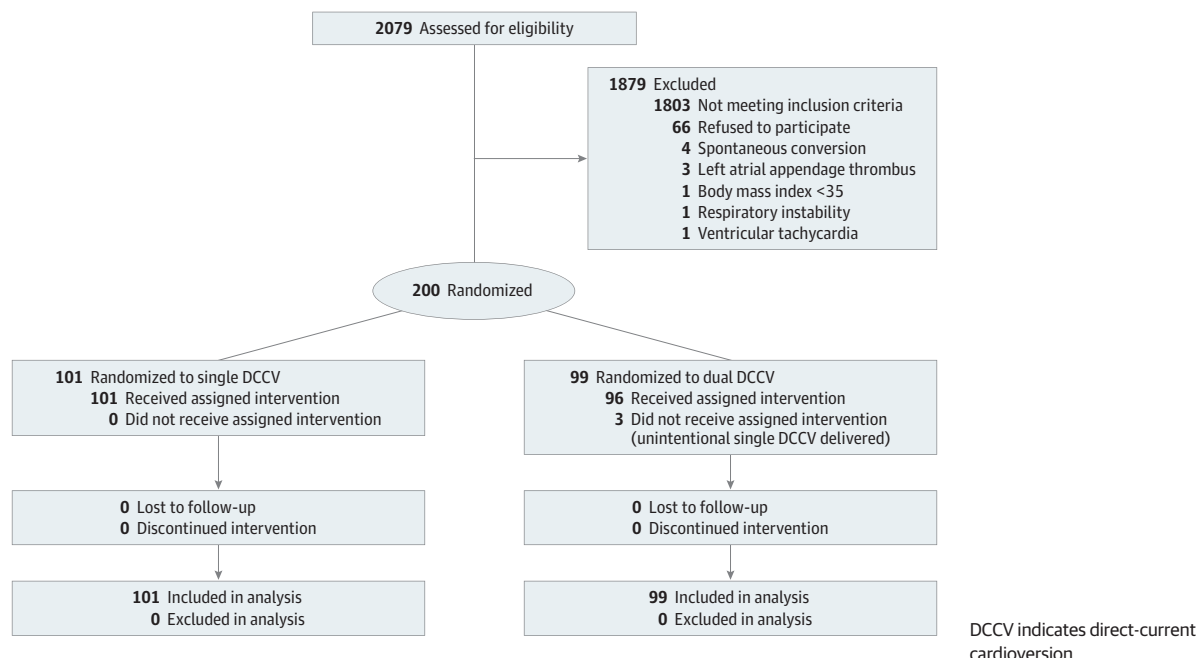 2079 Assessed for eligibility
1879 Excluded
1803 Not meeting inclusion criteria
66 Refused to participate
4 Spontaneous conversion
3 Left atrial appendage thrombus
1 Body mass index <35
1 Respiratory instability
1 Ventricular tachycardia
200 Randomized
101 Randomized to single DCCV
101 Received assigned intervention
0 Did not receive assigned intervention
99 Randomized to dual DCCV
96 Received assigned intervention
3 Did not receive assigned intervention
(unintentional single DCCV delivered)
0 Lost to follow-up
0 Discontinued intervention
0 Lost to follow-up
0 Discontinued intervention
101 Included in analysis
0 Excluded in analysis
99 Included in analysis
0 Excluded in analysis
DCCV indicates direct-current
cardioversion